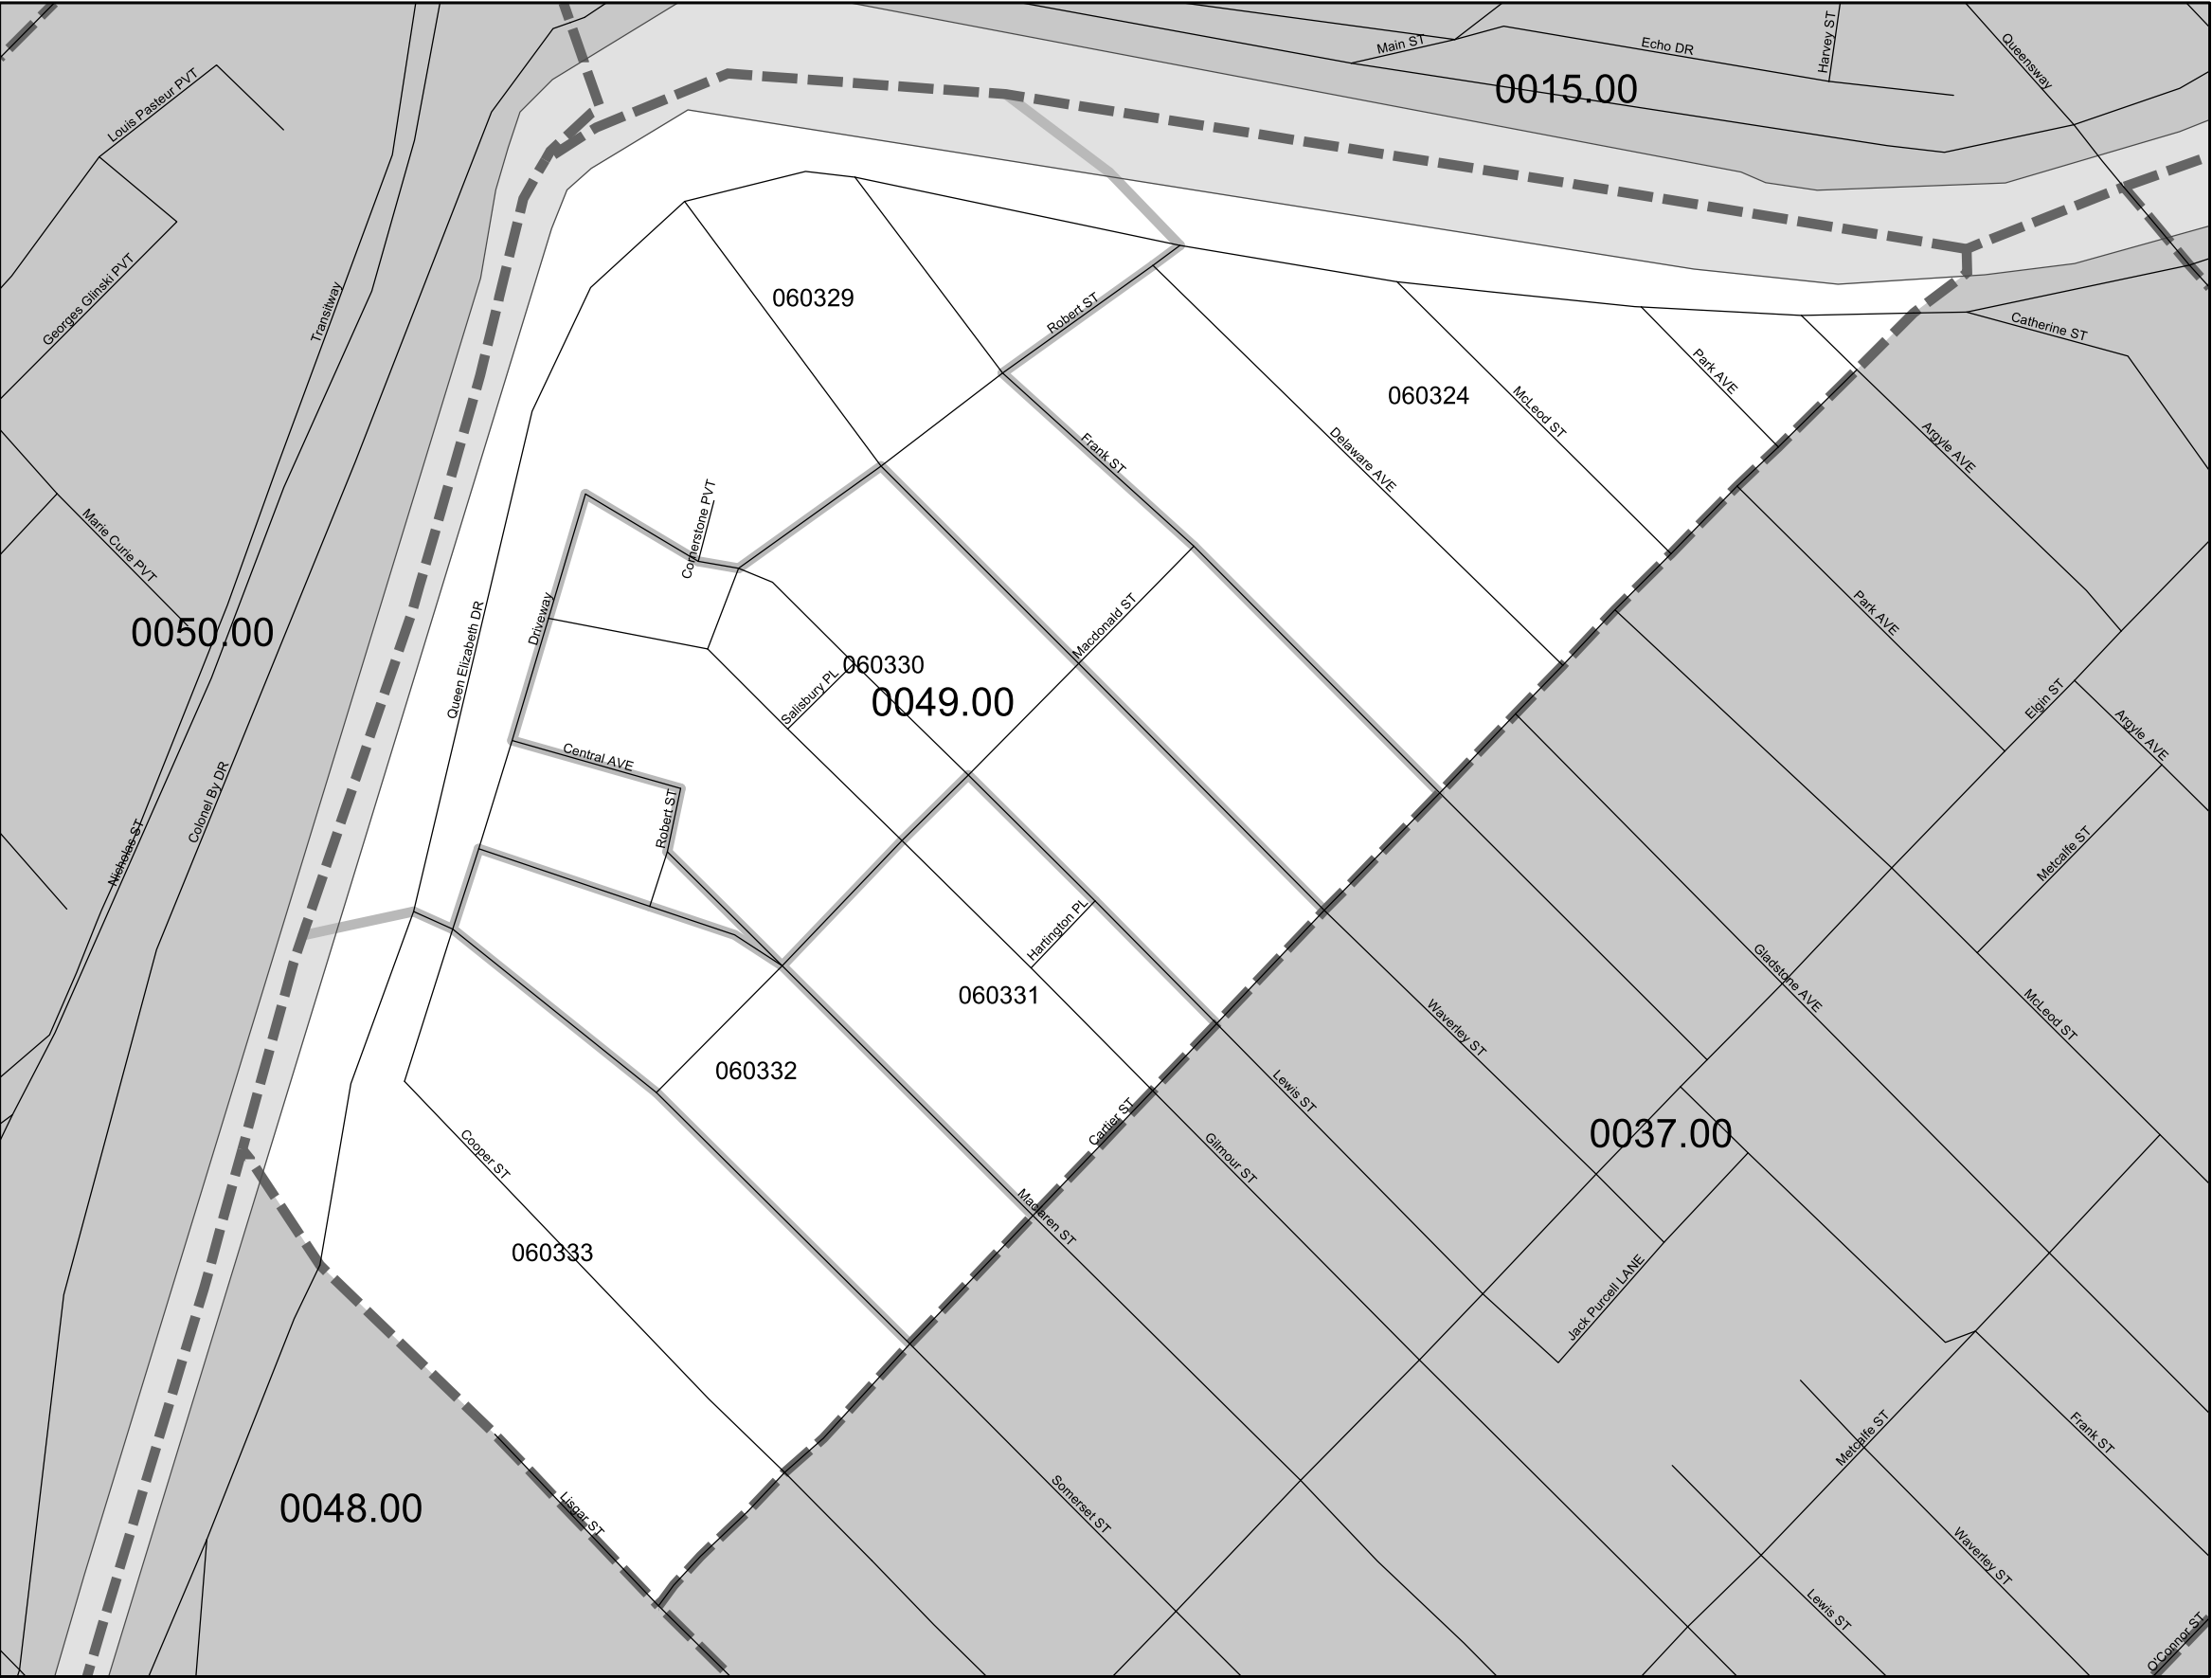 Main ST
Echo DR
Harvey ST
Queensway
0015.00
Louis Pasteur PVT
Georges Glinski PVT
Transitway
060329
Robert ST
Catherine ST
060324
Park AVE
McLeod ST
Argyle AVE
Delaware AVE
Frank ST
Cornerstone PVT
Marie Curie PVT
0050.00
Driveway
Queen Elizabeth DR
Macdonald ST
Park AVE
060330
Salisbury PL
0049.00
Elgin ST
Argyle AVE
Central AVE
Robert ST
Colonel By DR
Nicholas ST
Metcalfe ST
Hartington PL
060331
Gladstone AVE
McLeod ST
Waverley ST
060332
Lewis ST
Cartier ST
Gilmour ST
0037.00
Cooper ST
Maclaren ST
060333
Jack Purcell LANE
Metcalfe ST
Frank ST
0048.00
Lisgar ST
Somerset ST
Waverley ST
Lewis ST
O'Connor ST